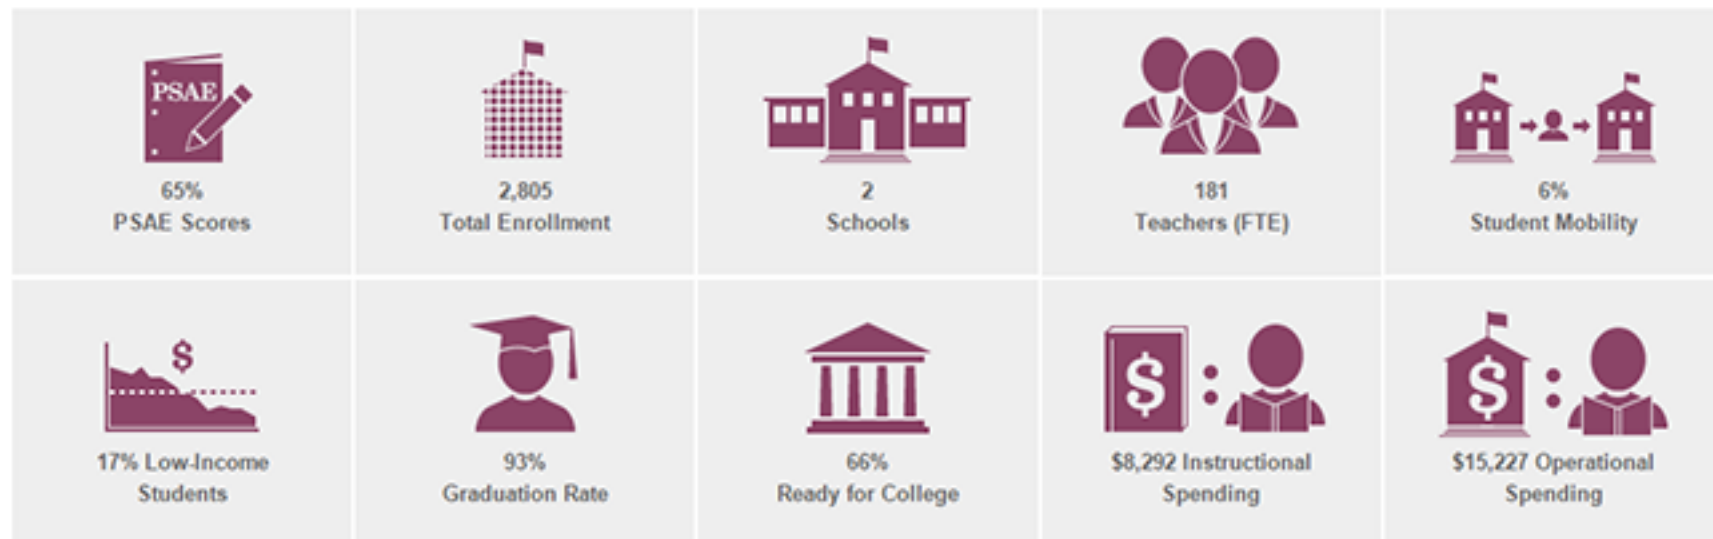 PSAE
65%
PSAE Scores
2,805
Total Enrollment
2
Schools
181
Teachers (FTE)
6%
Student Mobility
$
17% Low-Income
Students
93%
Graduation Rate
66%
Ready for College
$ :
$8,292 Instructional
Spending
$ :
$15,227 Operational
Spending